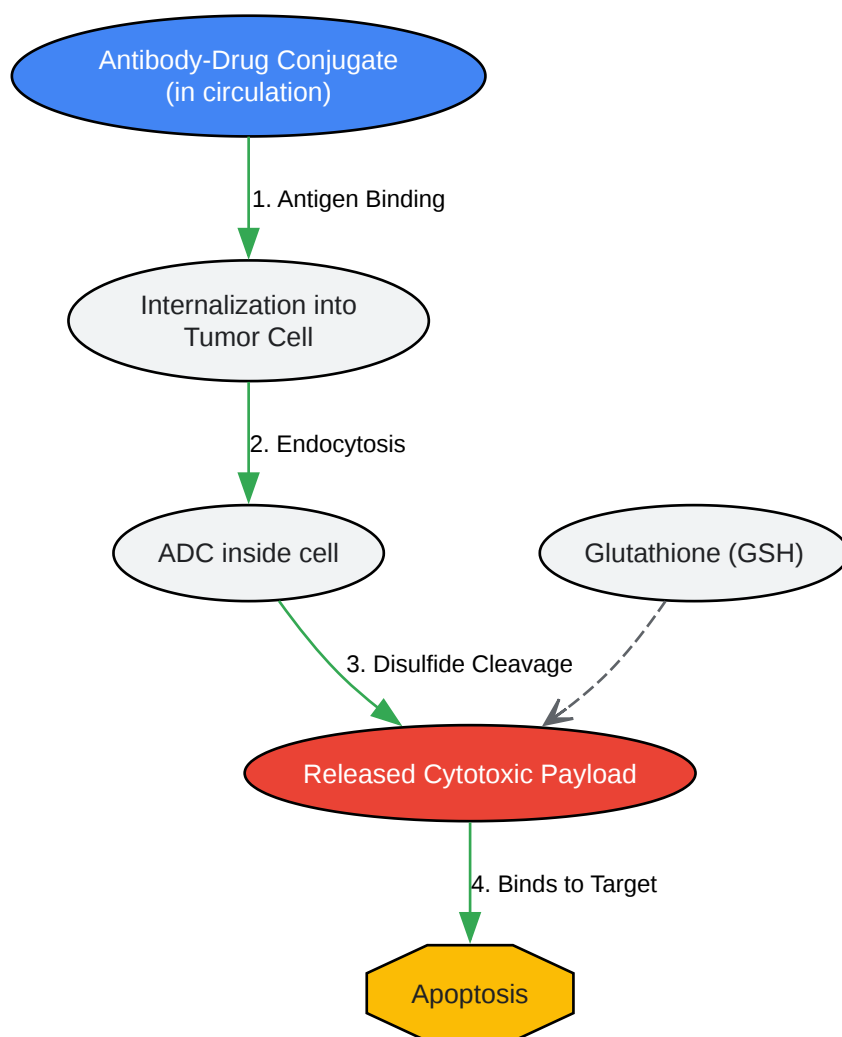 Antibody-Drug Conjugate
(in circulation)
1. Antigen Binding
Internalization into
Tumor Cell
2. Endocytosis
ADC inside cell
Glutathione (GSH)
3. Disulfide Cleavage
Released Cytotoxic Payload
4. Binds to Target
Apoptosis